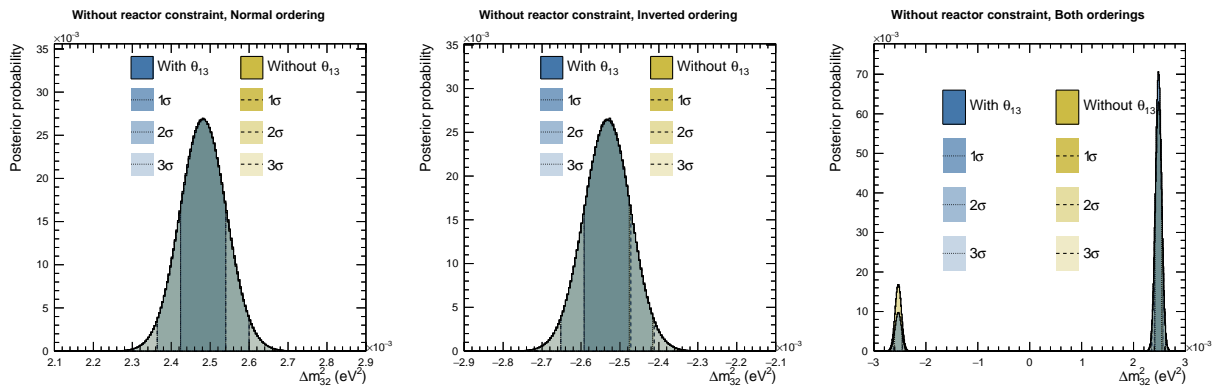 Without reactor constraint, Normal ordering
×10⁻³
Posterior probability
35
30
25
20
15
10
5
0
With θ₁₃
Without θ₁₃
1σ
1σ
2σ
2σ
3σ
3σ
2.1 2.2 2.3 2.4 2.5 2.6 2.7 2.8 2.9
×10⁻³
Δm²₃₂ (eV²)
Without reactor constraint, Inverted ordering
×10⁻³
Posterior probability
35
30
25
20
15
10
5
0
With θ₁₃
Without θ₁₃
1σ
1σ
2σ
2σ
3σ
3σ
−2.9 −2.8 −2.7 −2.6 −2.5 −2.4 −2.3 −2.2 −2.1
×10⁻³
Δm²₃₂ (eV²)
Without reactor constraint, Both orderings
×10⁻³
Posterior probability
70
60
50
40
30
20
10
0
With θ₁₃
Without θ₁₃
1σ
1σ
2σ
2σ
3σ
3σ
−3 −2 −1 0 1 2 3
×10⁻³
Δm²₃₂ (eV²)